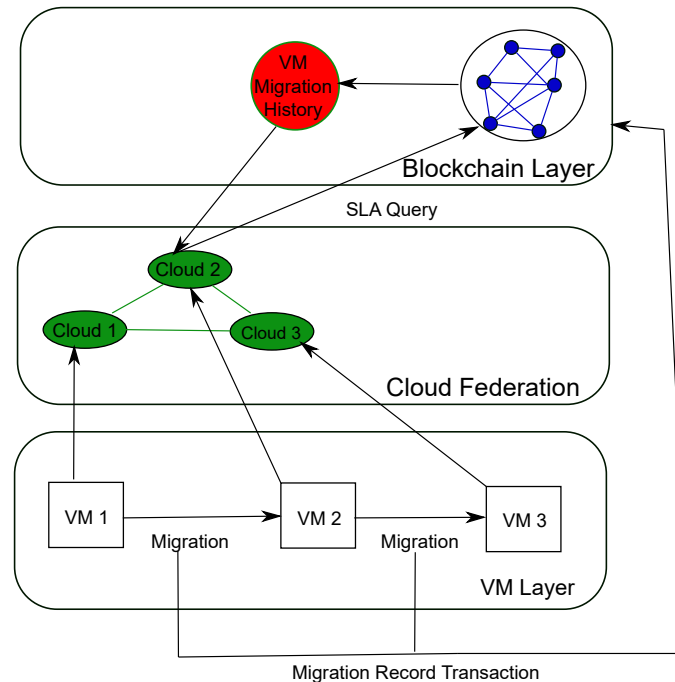 VM
Migration
History
Blockchain Layer
SLA Query
Cloud 2
Cloud 1
Cloud 3
Cloud Federation
VM 1
VM 2
VM 3
Migration
Migration
VM Layer
Migration Record Transaction